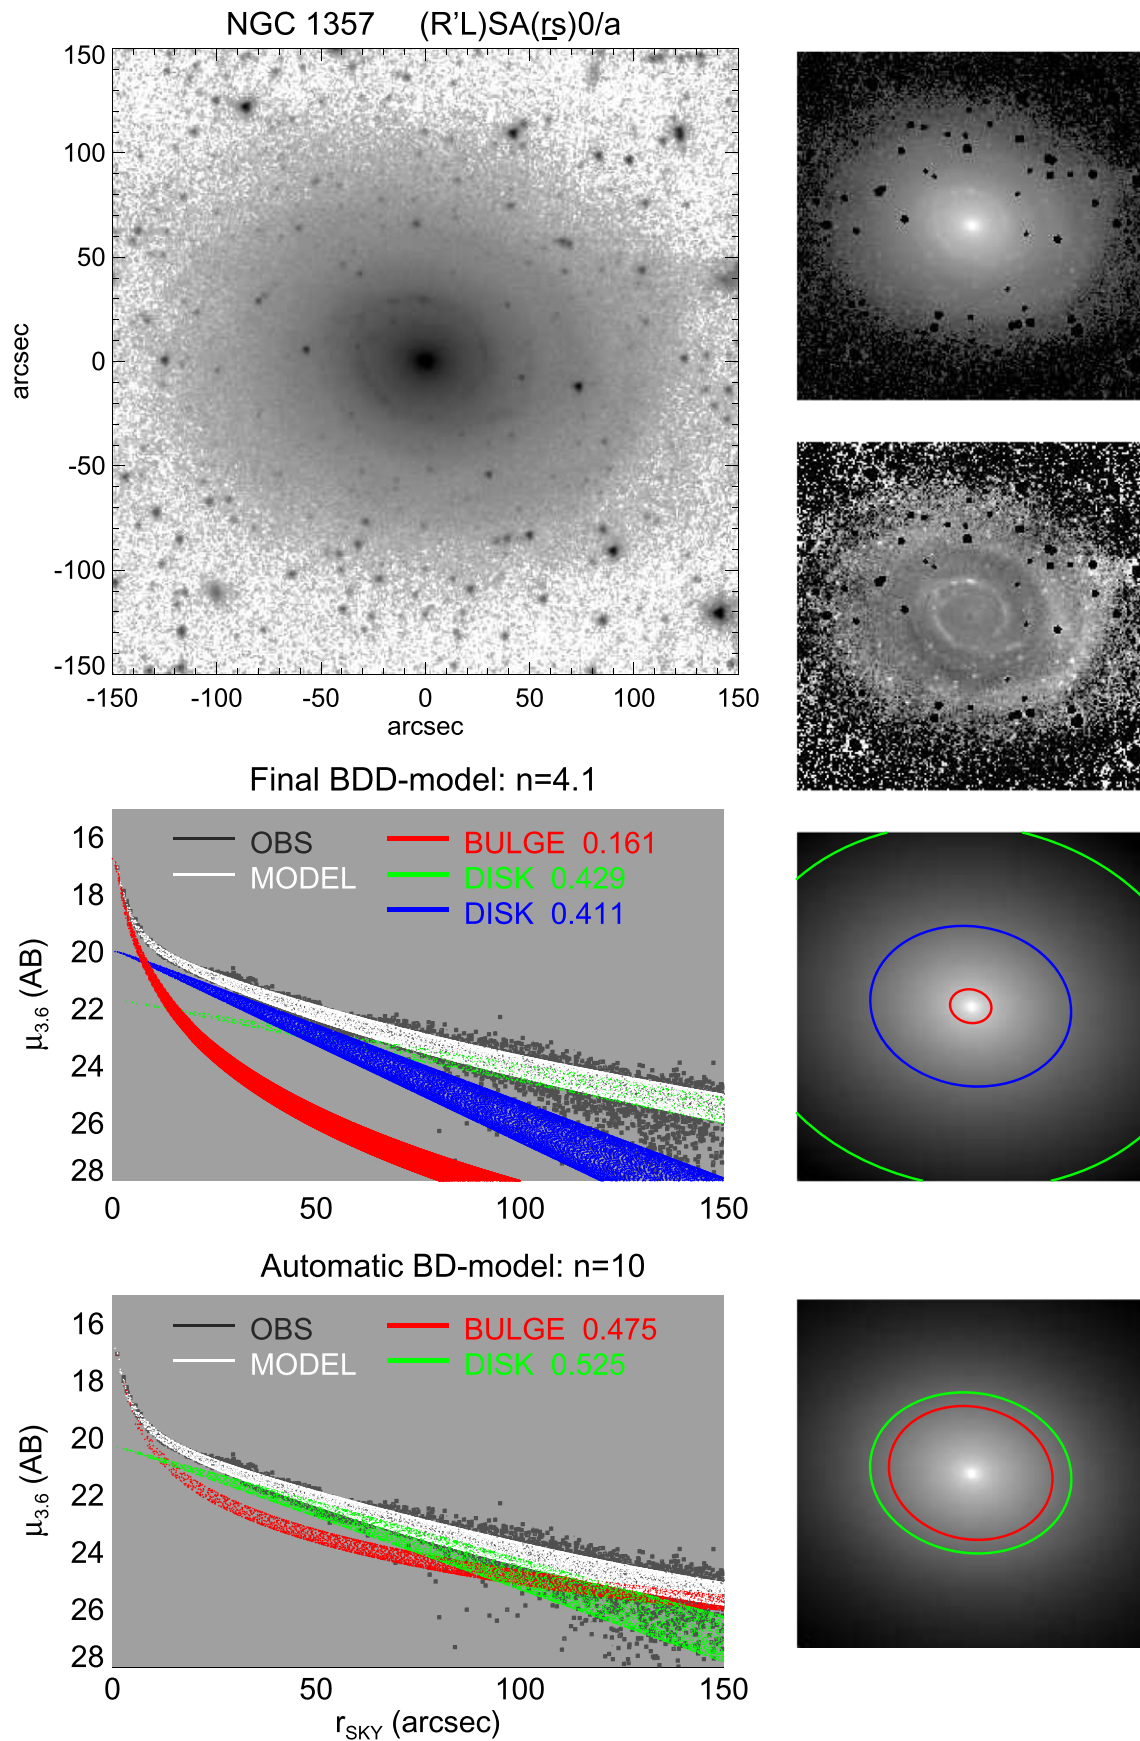 NGC 1357 (R'L)SA(rs)0/a
150
100
50
0
-50
-100
-150
arcsec
-150 -100 -50 0 50 100 150
arcsec
Final BDD-model: n=4.1
OBS BULGE 0.161
MODEL DISK 0.429
DISK 0.411
16
18
20
22
24
26
28
μ3.6 (AB)
0 50 100 150
Automatic BD-model: n=10
OBS BULGE 0.475
MODEL DISK 0.525
16
18
20
22
24
26
28
μ3.6 (AB)
0 50 100 150
rSKY (arcsec)